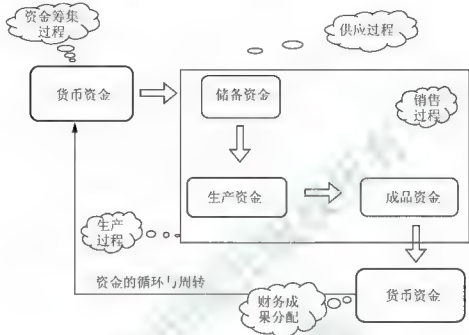 资金筹集
过程
供应过程
货币资金
储备资金
销售
过程
生产资金
成品资金
生产
过程
资金的循环与周转
财务成
果分配
货币资金